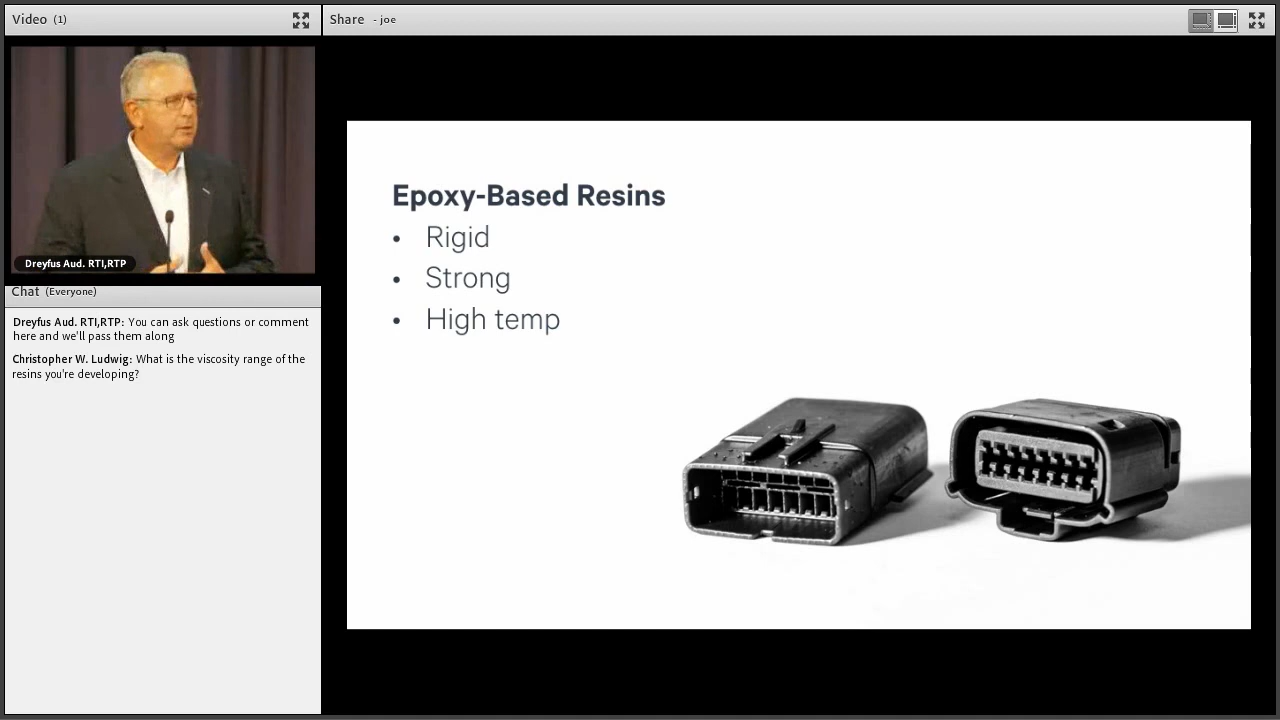 Video (1)
Share - joe
Dreyfus Aud. RTI,RTP
Chat (Everyone)
Dreyfus Aud. RTI,RTP: You can ask questions or comment
here and we'll pass them along
Christopher W. Ludwig: What is the viscosity range of the
resins you're developing?
Epoxy-Based Resins
• Rigid
• Strong
• High temp